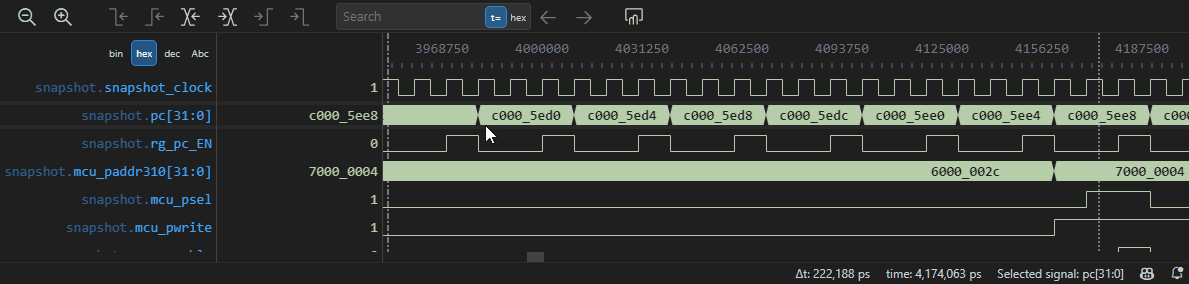 Search t= hex
3968750 4000000 4031250 4062500 4093750 4125000 4156250 4187500
bin hex dec Abc
snapshot.snapshot_clock 1
snapshot.pc[31:0] c000_5ee8 c000_5ed0 c000_5ed4 c000_5ed8 c000_5edc c000_5ee0 c000_5ee4 c000_5ee8 c00
snapshot.rg_pc_EN 0
snapshot.mcu_paddr310[31:0] 7000_0004 6000_002c 7000_0004
snapshot.mcu_psel 1
snapshot.mcu_pwrite 1
Δt: 222,188 ps time: 4,174,063 ps Selected signal: pc[31:0]